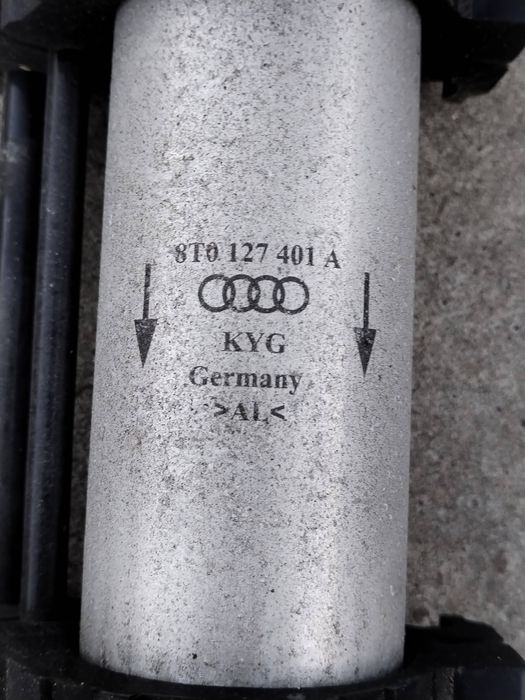 8T0 127 401 A
KYG
Germany
>AL<